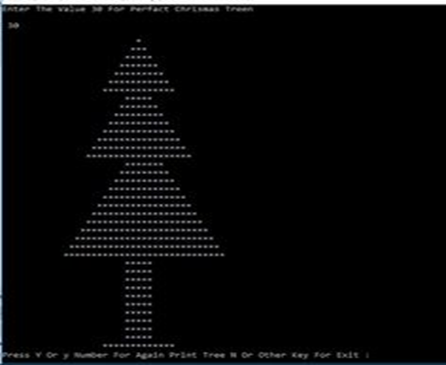 Enter The Value 30 For Perfact Chrismas Treen
30
Press Y Or y Number For Again Print Tree N Or Other Key For Exit :